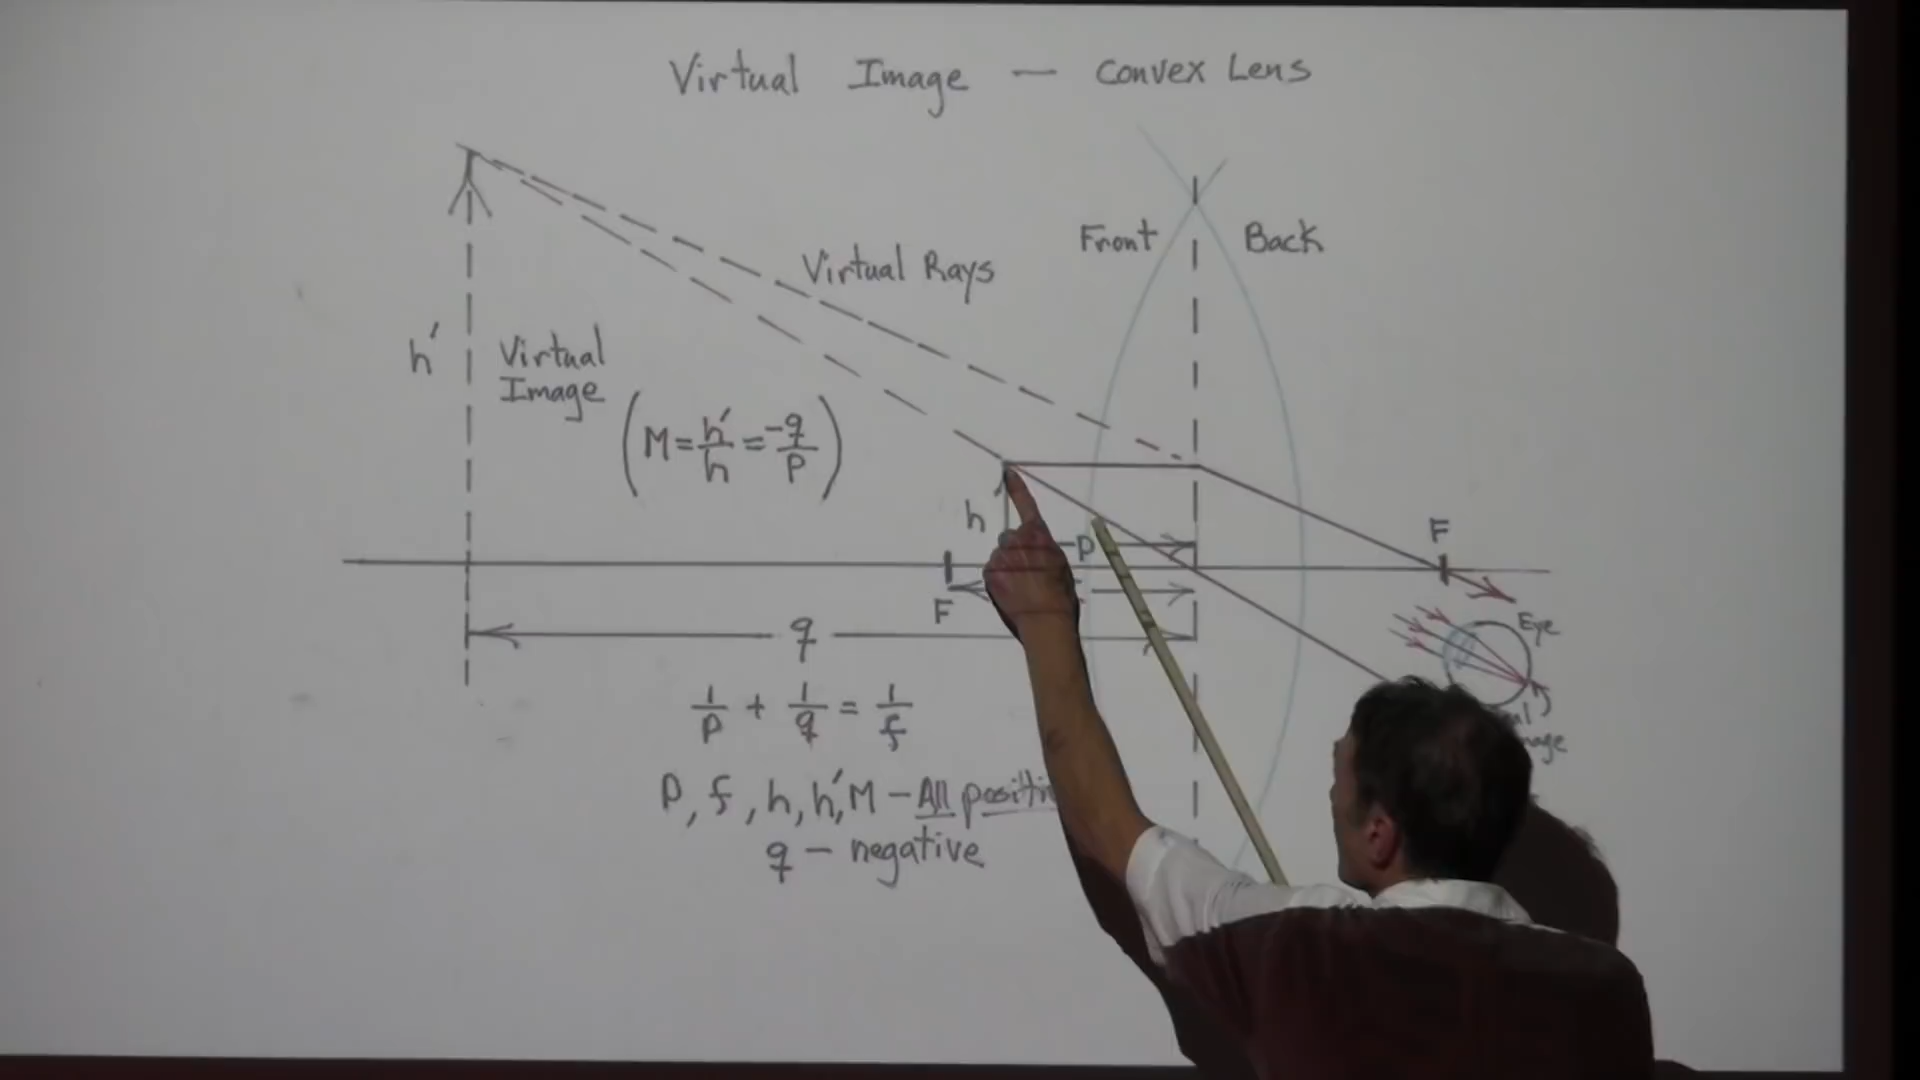 Virtual Image — Convex Lens
Front Back
Virtual Rays
h'
Virtual
Image
(M = h'/h = -q/p)
h
p
F
F
Eye
q
1/p + 1/q = 1/f
P, f, h, h', M — All
q — negative